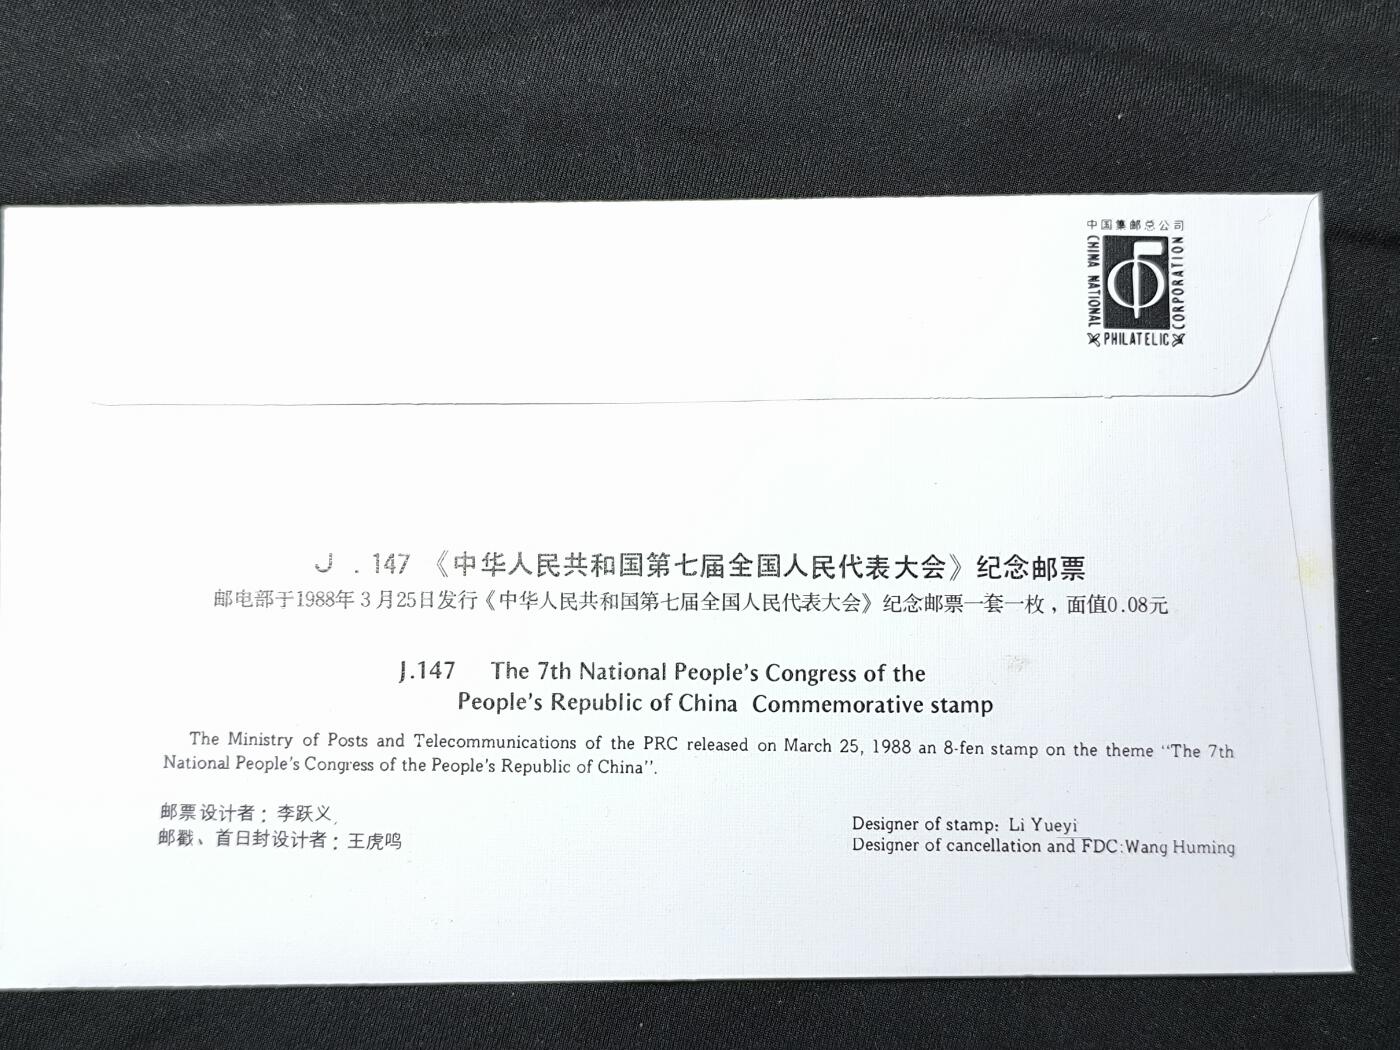 中国集邮总公司
CHINA NATIONAL
PHILATELIC
CORPORATION
J . 147 《中华人民共和国第七届全国人民代表大会》纪念邮票
邮电部于1988年3月25日发行《中华人民共和国第七届全国人民代表大会》纪念邮票一套一枚，面值0.08元
J.147 The 7th National People's Congress of the
People's Republic of China Commemorative stamp
The Ministry of Posts and Telecommunications of the PRC released on March 25, 1988 an 8-fen stamp on the theme "The 7th
National People's Congress of the People's Republic of China".
邮票设计者：李跃义
邮戳、首日封设计者：王虎鸣
Designer of stamp: Li Yueyi
Designer of cancellation and FDC:Wang Huming